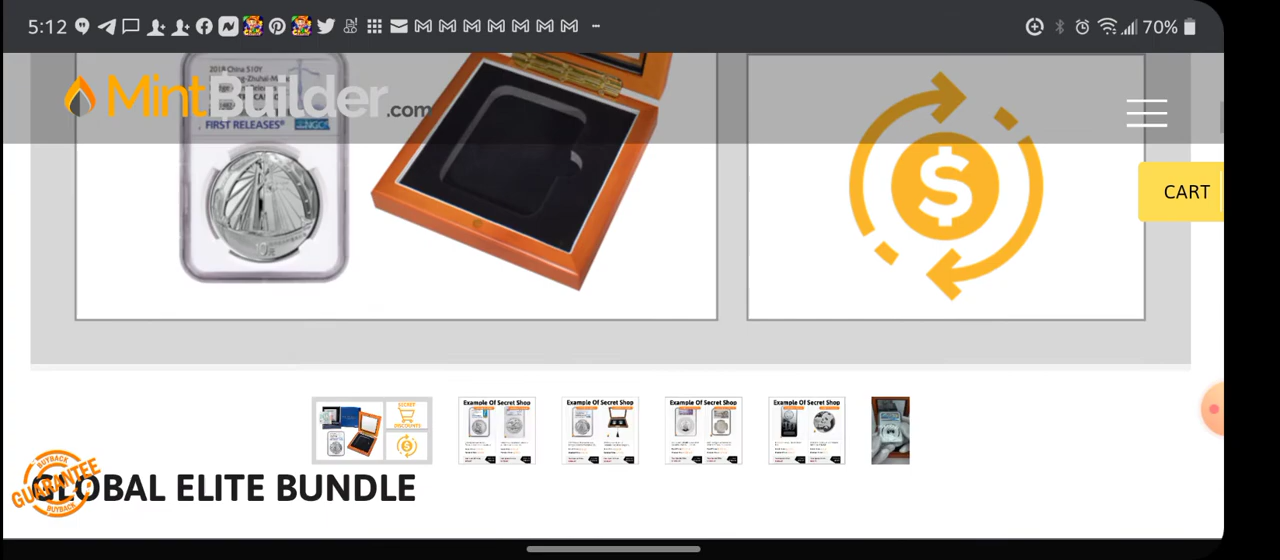 5:12
70%
2018 China S10Y
MintBuilder.com
FIRST RELEASES
NGC
$
CART
SECRET
DISCOUNTS
Example Of Secret Shop
Example Of Secret Shop
Example Of Secret Shop
Example Of Secret Shop
BUYBACK
GUARANTEE
BUYBACK
GLOBAL ELITE BUNDLE